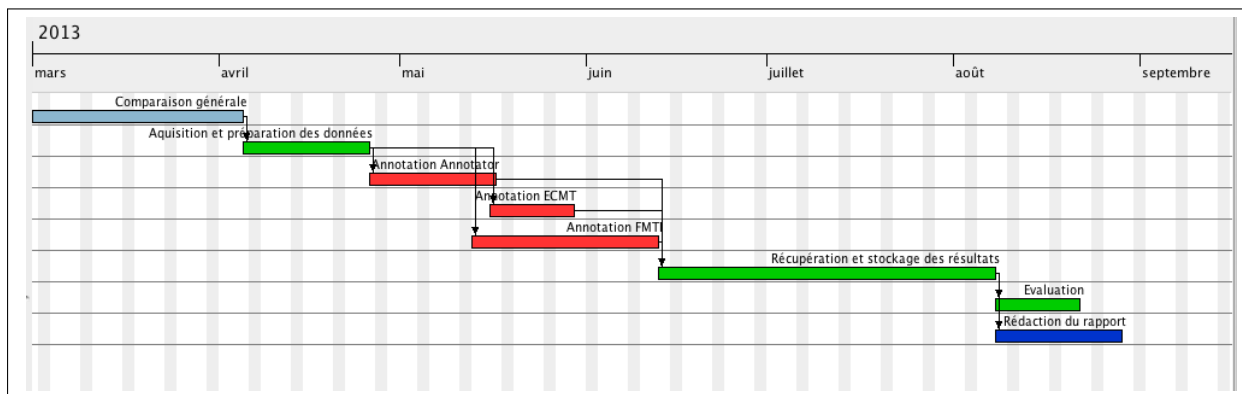 2013
mars avril mai juin juillet août septembre
Comparaison générale
Aquisition et préparation des données
Annotation Annotator
Annotation ECMT
Annotation FMTI
Récupération et stockage des résultats
Evaluation
Rédaction du rapport